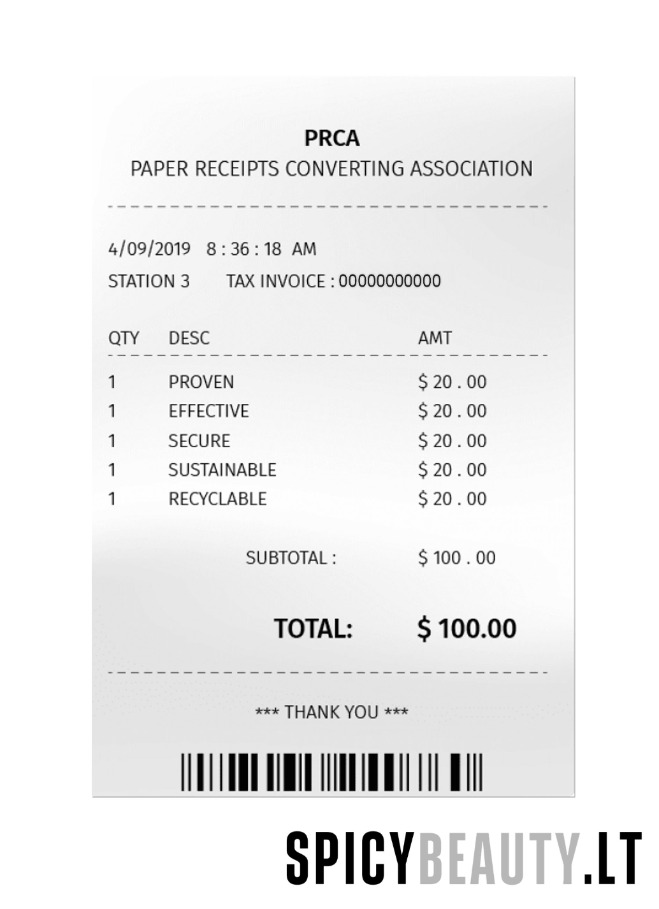 PRCA
PAPER RECEIPTS CONVERTING ASSOCIATION
4/09/2019 8 : 36 : 18 AM
STATION 3 TAX INVOICE : 00000000000
QTY DESC AMT
1 PROVEN $ 20 . 00
1 EFFECTIVE $ 20 . 00
1 SECURE $ 20 . 00
1 SUSTAINABLE $ 20 . 00
1 RECYCLABLE $ 20 . 00
SUBTOTAL : $ 100 . 00
TOTAL: $ 100.00
*** THANK YOU ***
SPICYBEAUTY.LT